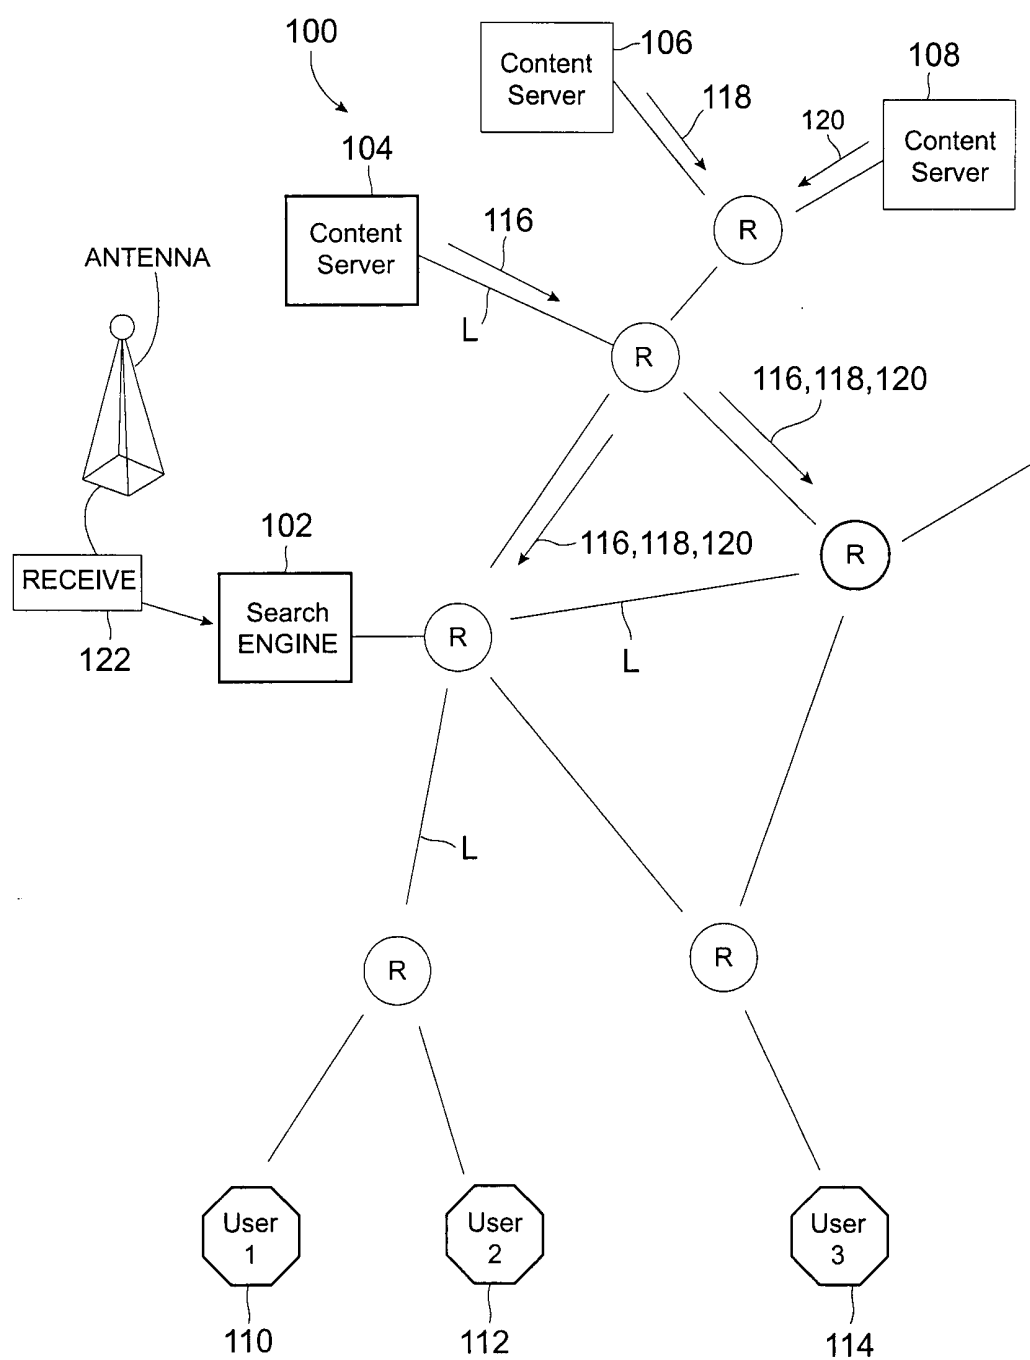 100
Content
Server
106
108
118
120
Content
Server
104
116
Content
Server
R
ANTENNA
L
R
116,118,120
102
116,118,120
R
RECEIVE
Search
ENGINE
R
122
L
L
R
R
User
1
User
2
User
3
110
112
114